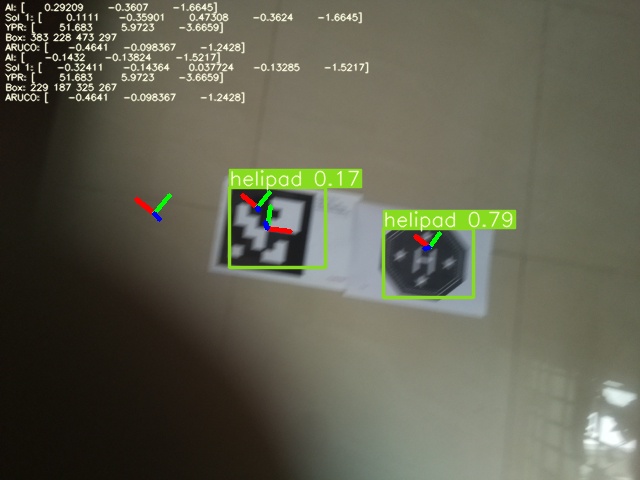 AI: [ 0.29209 -0.3607 -1.6645]
Sol 1: [ 0.1111 -0.35901 0.47308 -0.3624 -1.6645]
YPR: [ 51.683 5.9723 -3.6659]
Box: 383 228 473 297
ARUCO: [ -0.4641 -0.098367 -1.2428]
AI: [ -0.1432 -0.13824 -1.5217]
Sol 1: [ -0.32411 -0.14364 0.037724 -0.13285 -1.5217]
YPR: [ 51.683 5.9723 -3.6659]
Box: 229 187 325 267
ARUCO: [ -0.4641 -0.098367 -1.2428]
helipad 0.17
helipad 0.79
H